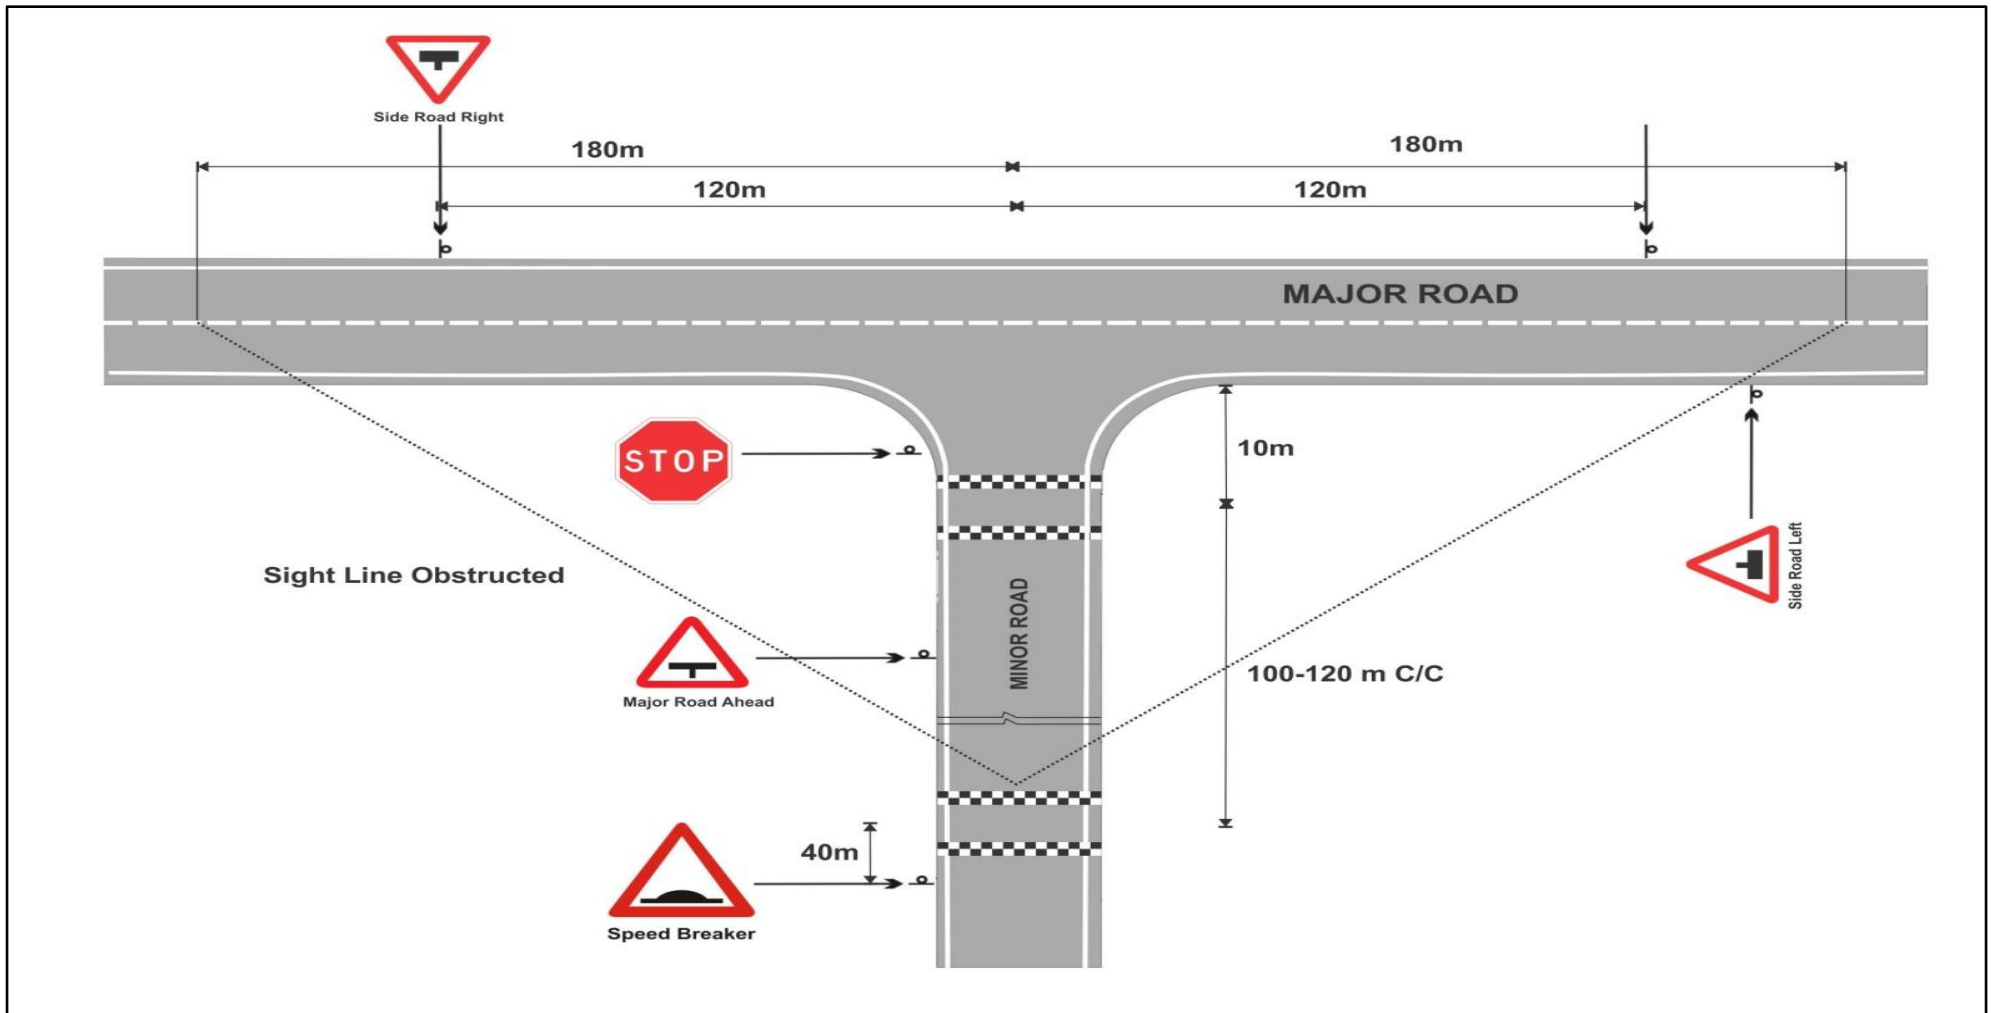 Side Road Right
180m
180m
120m
120m
MAJOR ROAD
STOP
10m
Sight Line Obstructed
Side Road Left
MINOR ROAD
100-120 m C/C
Major Road Ahead
40m
Speed Breaker